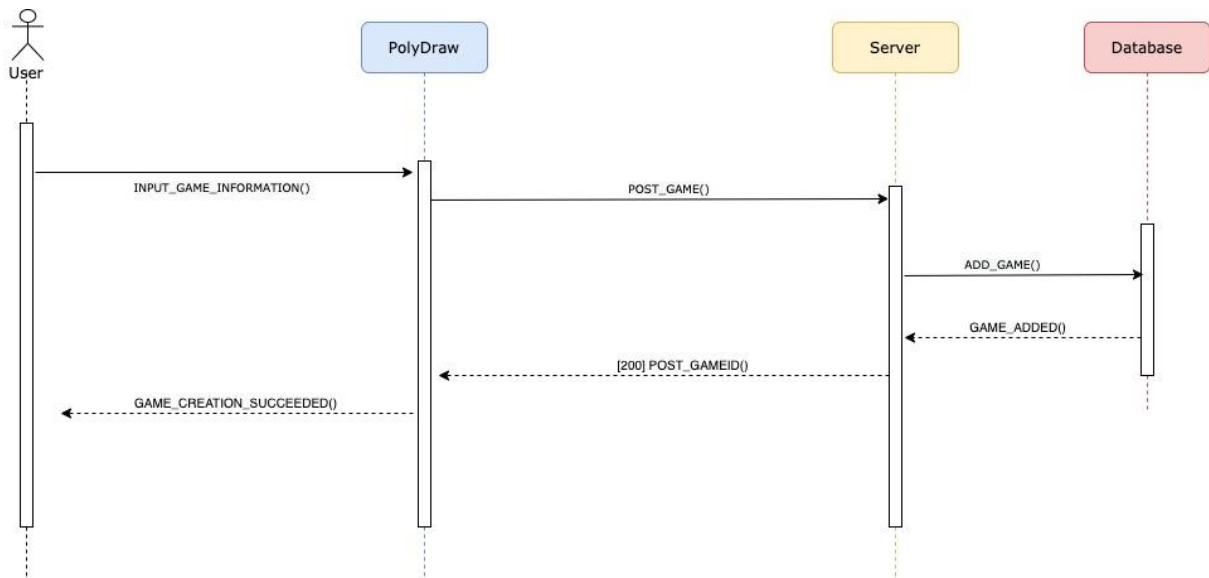 User
PolyDraw
Server
Database
INPUT_GAME_INFORMATION()
POST_GAME()
ADD_GAME()
GAME_ADDED()
[200] POST_GAMEID()
GAME_CREATION_SUCCEEDED()